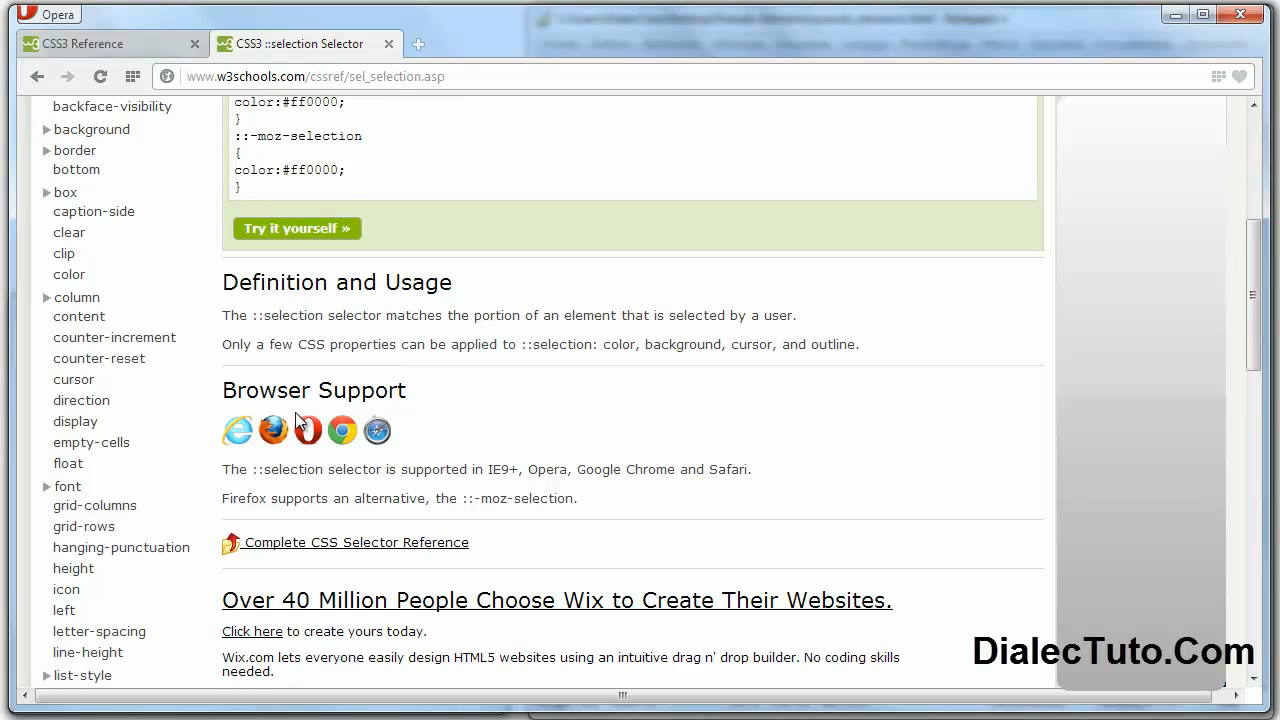 Opera
CSS3 Reference
CSS3 ::selection Selector
www.w3schools.com/cssref/sel_selection.asp
backface-visibility
background
border
bottom
box
caption-side
clear
clip
color
column
content
counter-increment
counter-reset
cursor
direction
display
empty-cells
float
font
grid-columns
grid-rows
hanging-punctuation
height
icon
left
letter-spacing
line-height
list-style
color:#ff0000;
}
::-moz-selection
{
color:#ff0000;
}
Try it yourself »
Definition and Usage
The ::selection selector matches the portion of an element that is selected by a user.
Only a few CSS properties can be applied to ::selection: color, background, cursor, and outline.
Browser Support
The ::selection selector is supported in IE9+, Opera, Google Chrome and Safari.
Firefox supports an alternative, the ::-moz-selection.
Complete CSS Selector Reference
Over 40 Million People Choose Wix to Create Their Websites.
Click here to create yours today.
Wix.com lets everyone easily design HTML5 websites using an intuitive drag n' drop builder. No coding skills
needed.
DialecTuto.Com